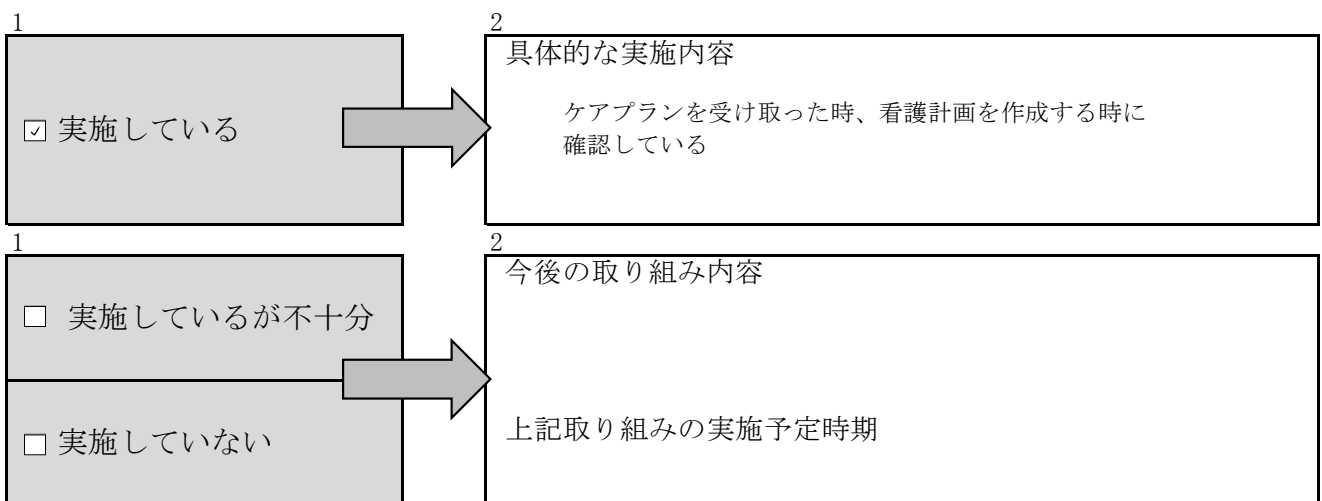 1
2
☑ 実施している
具体的な実施内容
ケアプランを受け取った時、看護計画を作成する時に
確認している
1
2
☐ 実施しているが不十分
☐ 実施していない
今後の取り組み内容
上記取り組みの実施予定時期